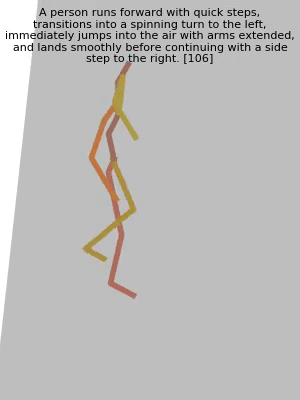 A person runs forward with quick steps,
transitions into a spinning turn to the left,
immediately jumps into the air with arms extended,
and lands smoothly before continuing with a side
step to the right. [106]